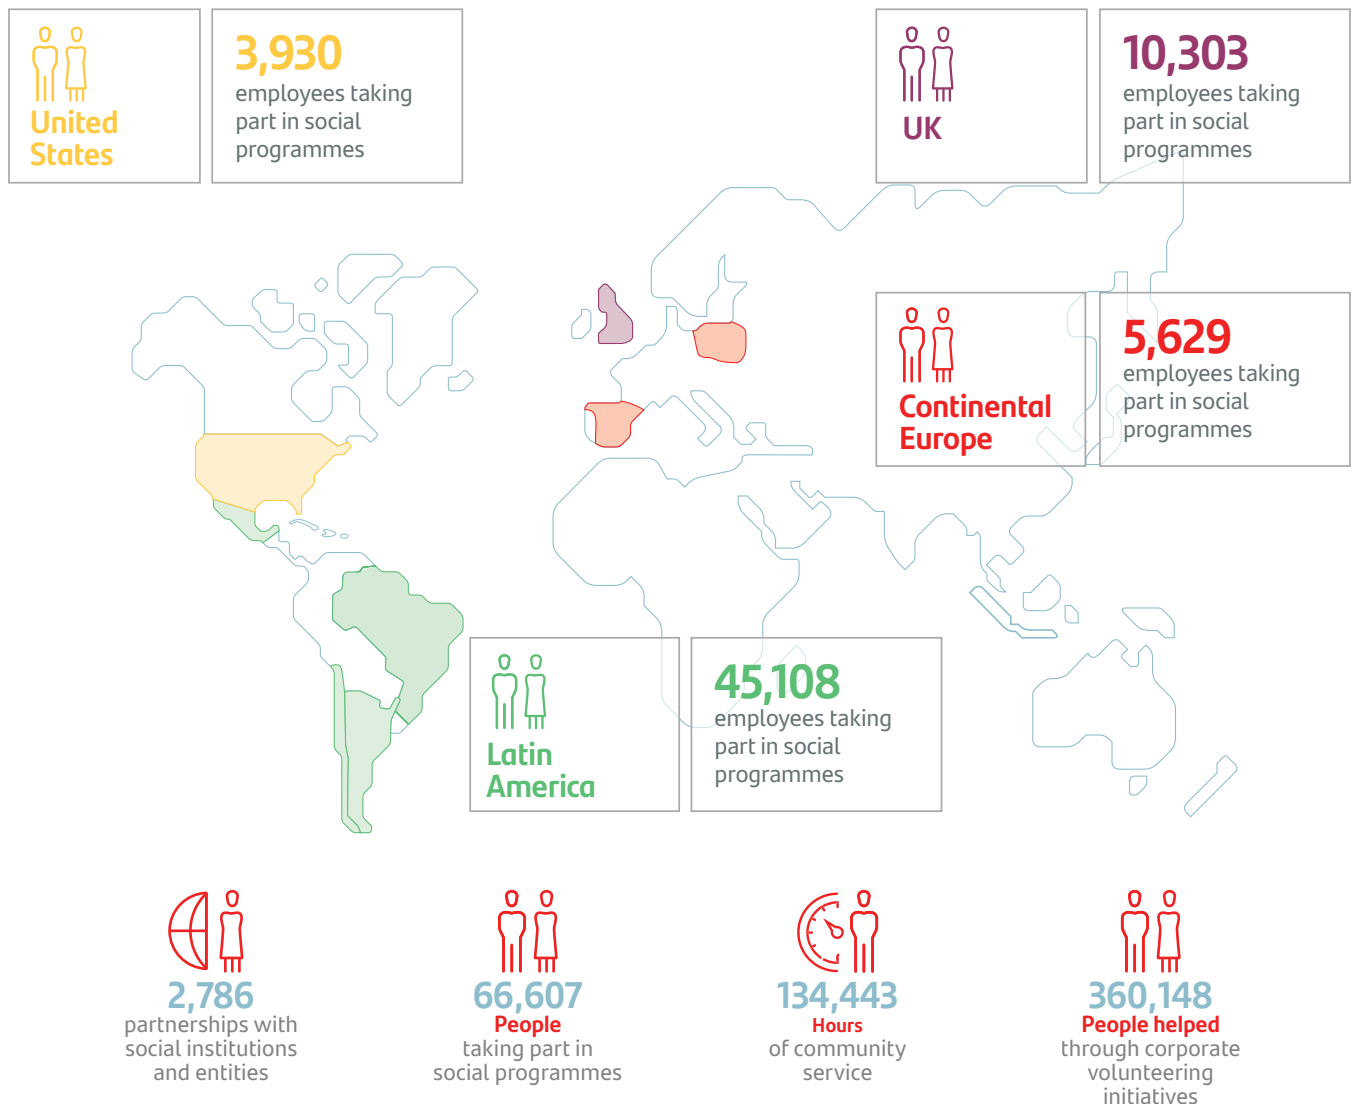 United
States
3,930
employees taking
part in social
programmes
UK
10,303
employees taking
part in social
programmes
Continental
Europe
5,629
employees taking
part in social
programmes
Latin
America
45,108
employees taking
part in social
programmes
2,786
partnerships with
social institutions
and entities
66,607
People
taking part in
social programmes
134,443
Hours
of community
service
360,148
People helped
through corporate
volunteering
initiatives